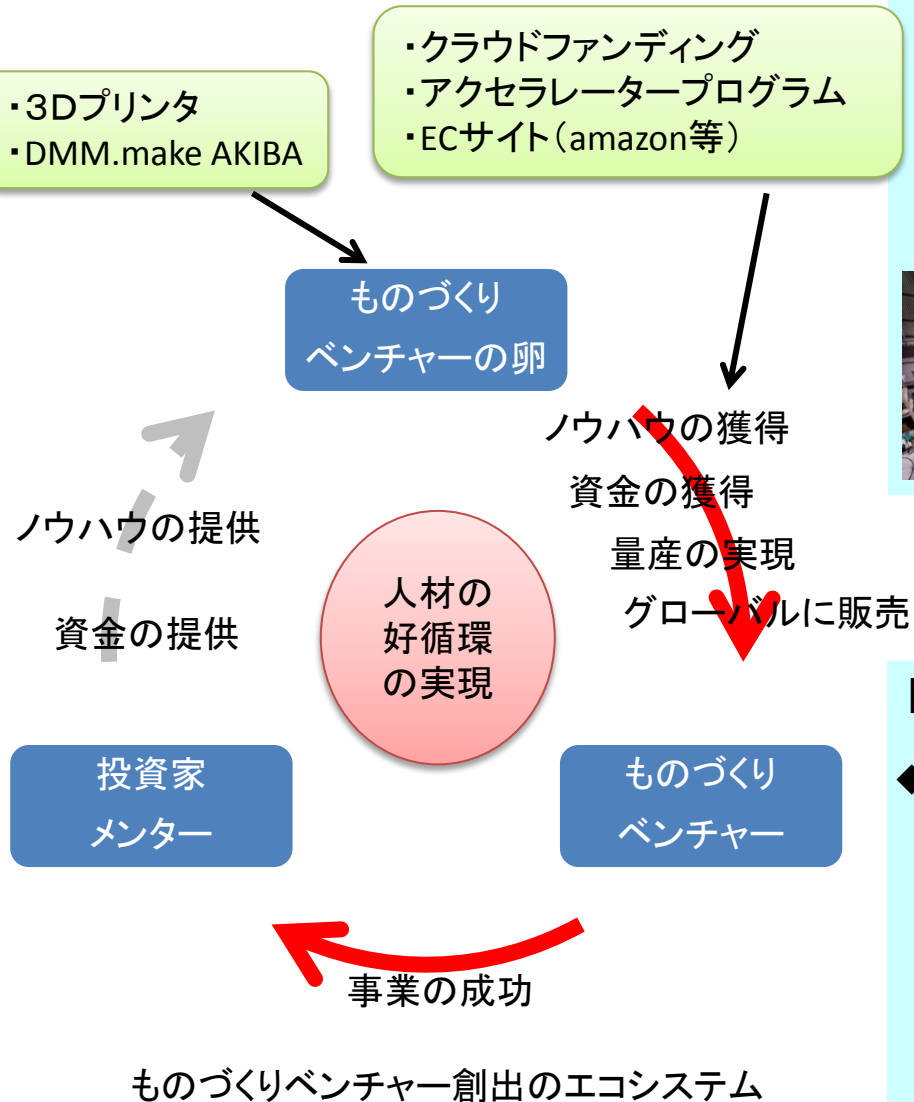 ・3Dプリンタ
・DMM.make AKIBA
・クラウドファンディング
・アクセラレータープログラム
・ECサイト(amazon等)
ものづくり
ベンチャーの卵
ノウハウの獲得
資金の獲得
量産の実現
グローバルに販売
ノウハウの提供
資金の提供
人材の
好循環
の実現
投資家
メンター
ものづくり
ベンチャー
事業の成功
ものづくりベンチャー創出のエコシステム